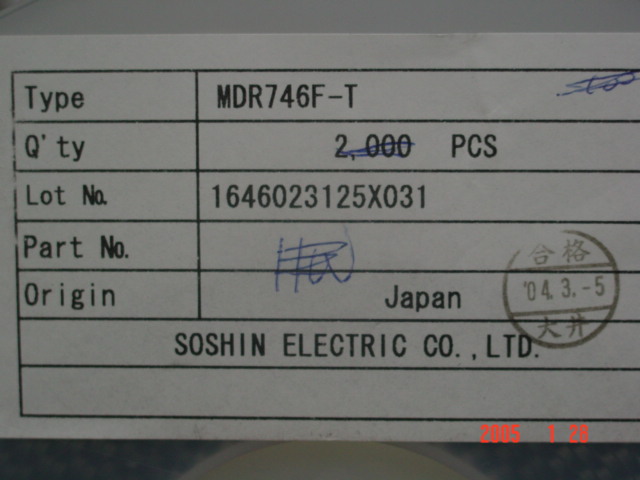 Type MDR746F-T
Q'ty 2,000 PCS
Lot No. 1646023125X031
Part No.
Origin Japan
合格
'04.3.-5
大井
SOSHIN ELECTRIC CO.,LTD.
2005 1 28